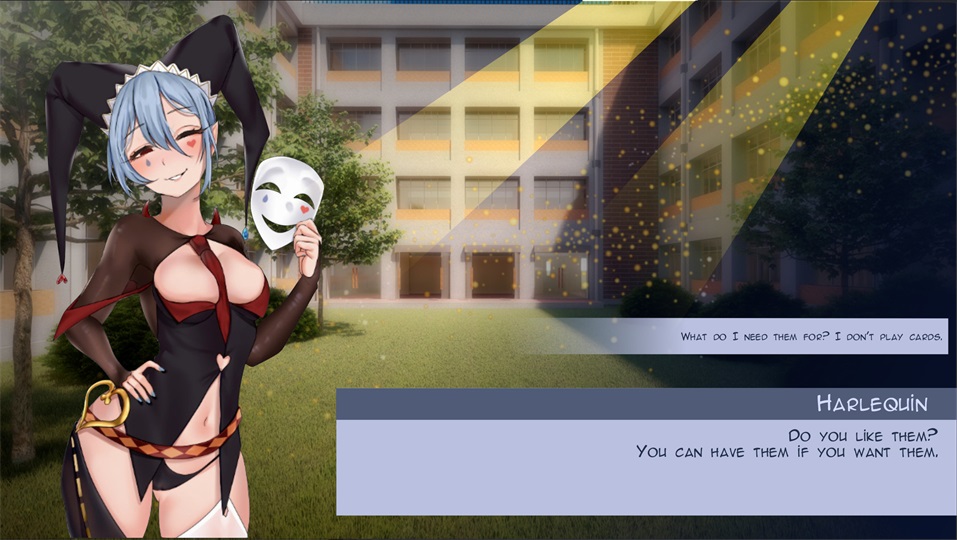 What do I need them for? I don't play cards.
Harlequin
Do you like them?
You can have them if you want them.